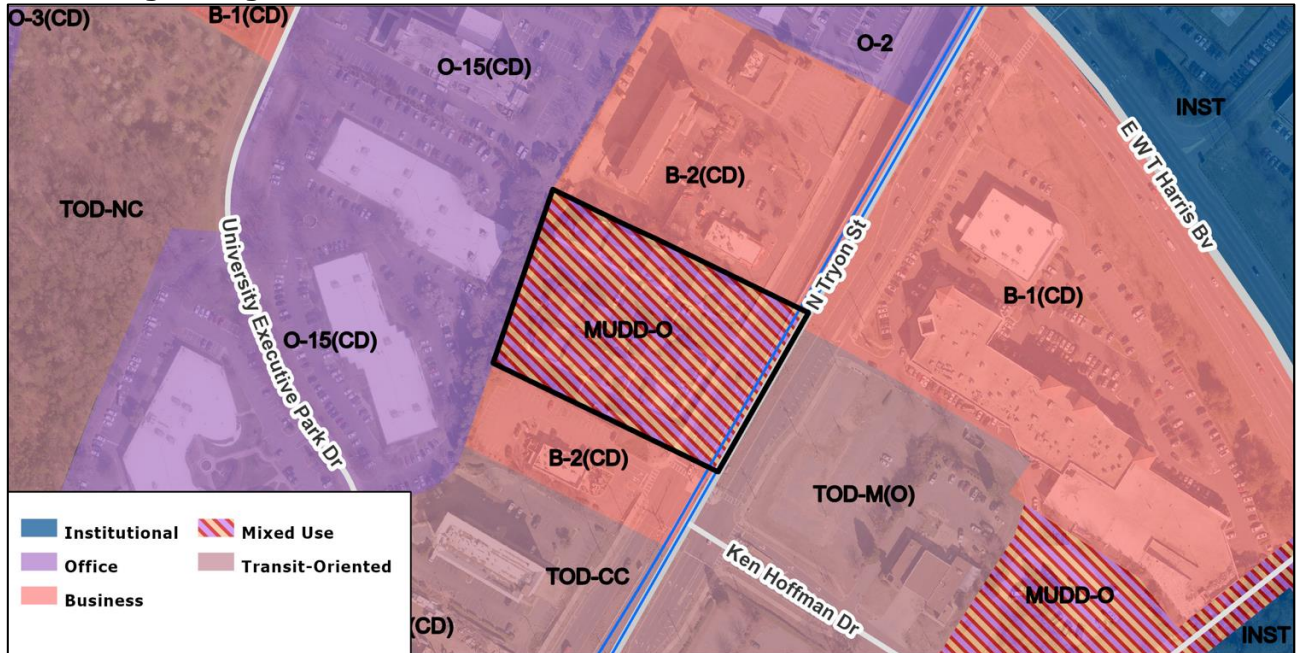 O-3(CD)
B-1(CD)
O-15(CD)
O-2
INST
E W T Harris Bv
B-2(CD)
TOD-NC
University Executive Park Dr
N Tryon St
B-1(CD)
MUDD-O
O-15(CD)
B-2(CD)
TOD-M(O)
Ken Hoffman Dr
TOD-CC
MUDD-O
(CD)
INST
Institutional
Mixed Use
Office
Transit-Oriented
Business